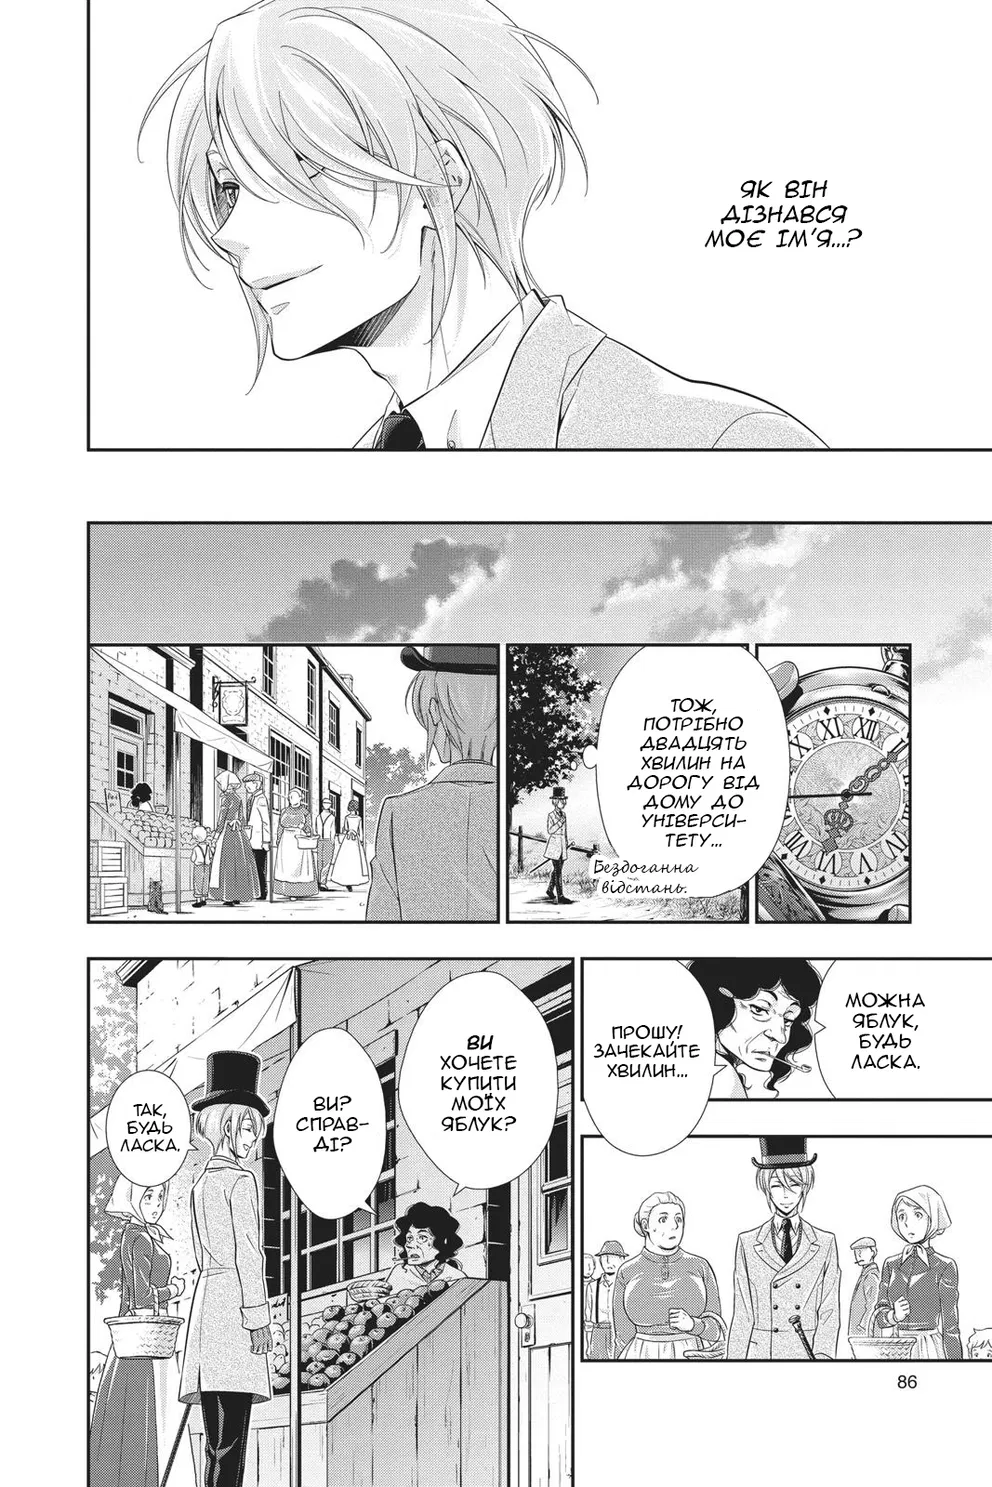 ЯК ВІН
ДІЗНАВСЯ
МОЄ ІМ'Я...?
ТОЖ,
ПОТРІБНО
ДВАДЦЯТЬ
ХВИЛИН НА
ДОРОГУ ВІД
ДОМУ ДО
УНІВЕРСИ-
ТЕТУ...
Бездоганна
відстань.
МОЖНА
ЯБЛУК,
БУДЬ
ЛАСКА.
ПРОШУ!
ЗАЧЕКАЙТЕ
ХВИЛИН...
ВИ
ХОЧЕТЕ
КУПИТИ
МОЇХ
ЯБЛУК?
ВИ?
СПРАВ-
ДІ?
ТАК,
БУДЬ
ЛАСКА.
86